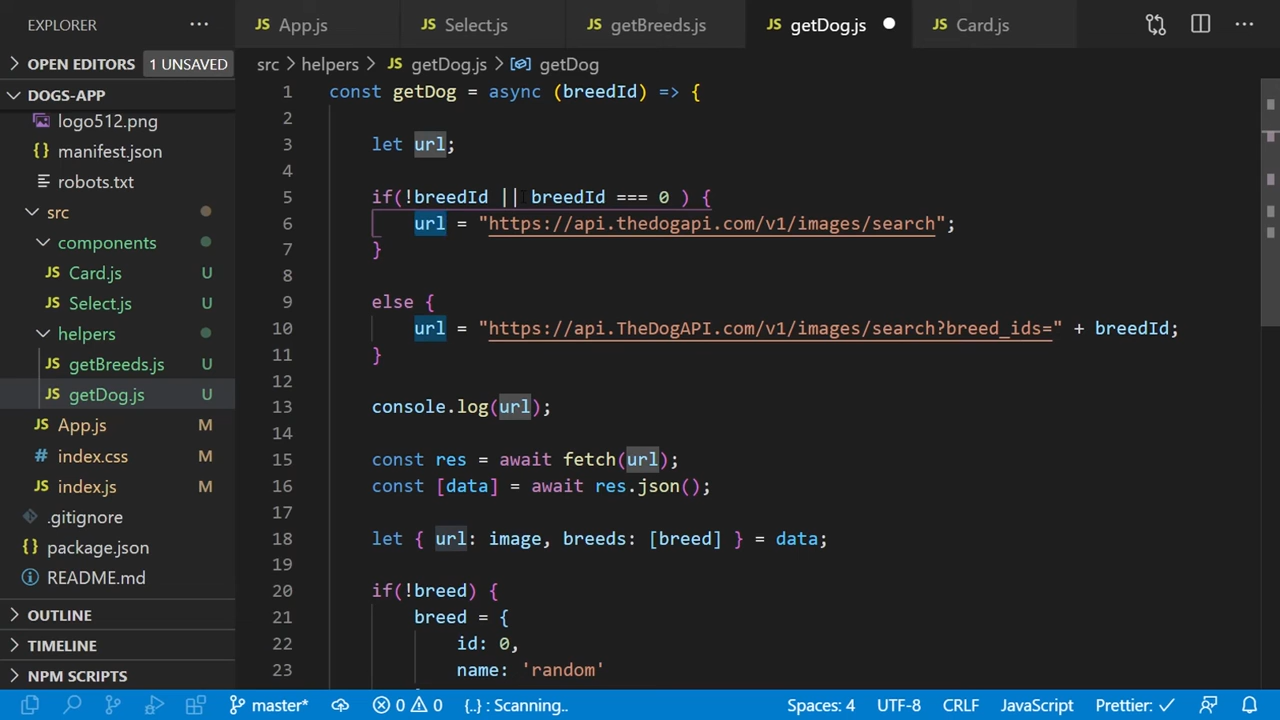 EXPLORER
JS App.js
JS Select.js
JS getBreeds.js
JS getDog.js
JS Card.js
OPEN EDITORS 1 UNSAVED
src > helpers > JS getDog.js > getDog
DOGS-APP
logo512.png
{} manifest.json
robots.txt
src
components
JS Card.js U
JS Select.js U
helpers
JS getBreeds.js U
JS getDog.js U
JS App.js M
# index.css M
JS index.js M
.gitignore
package.json
README.md
OUTLINE
TIMELINE
NPM SCRIPTS
1 const getDog = async (breedId) => {
2
3 let url;
4
5 if(!breedId || breedId === 0 ) {
6 url = "https://api.thedogapi.com/v1/images/search";
7 }
8
9 else {
10 url = "https://api.TheDogAPI.com/v1/images/search?breed_ids=" + breedId;
11 }
12
13 console.log(url);
14
15 const res = await fetch(url);
16 const [data] = await res.json();
17
18 let { url: image, breeds: [breed] } = data;
19
20 if(!breed) {
21 breed = {
22 id: 0,
23 name: 'random'
master* 0 0 {..} : Scanning.. Spaces: 4 UTF-8 CRLF JavaScript Prettier: ✓